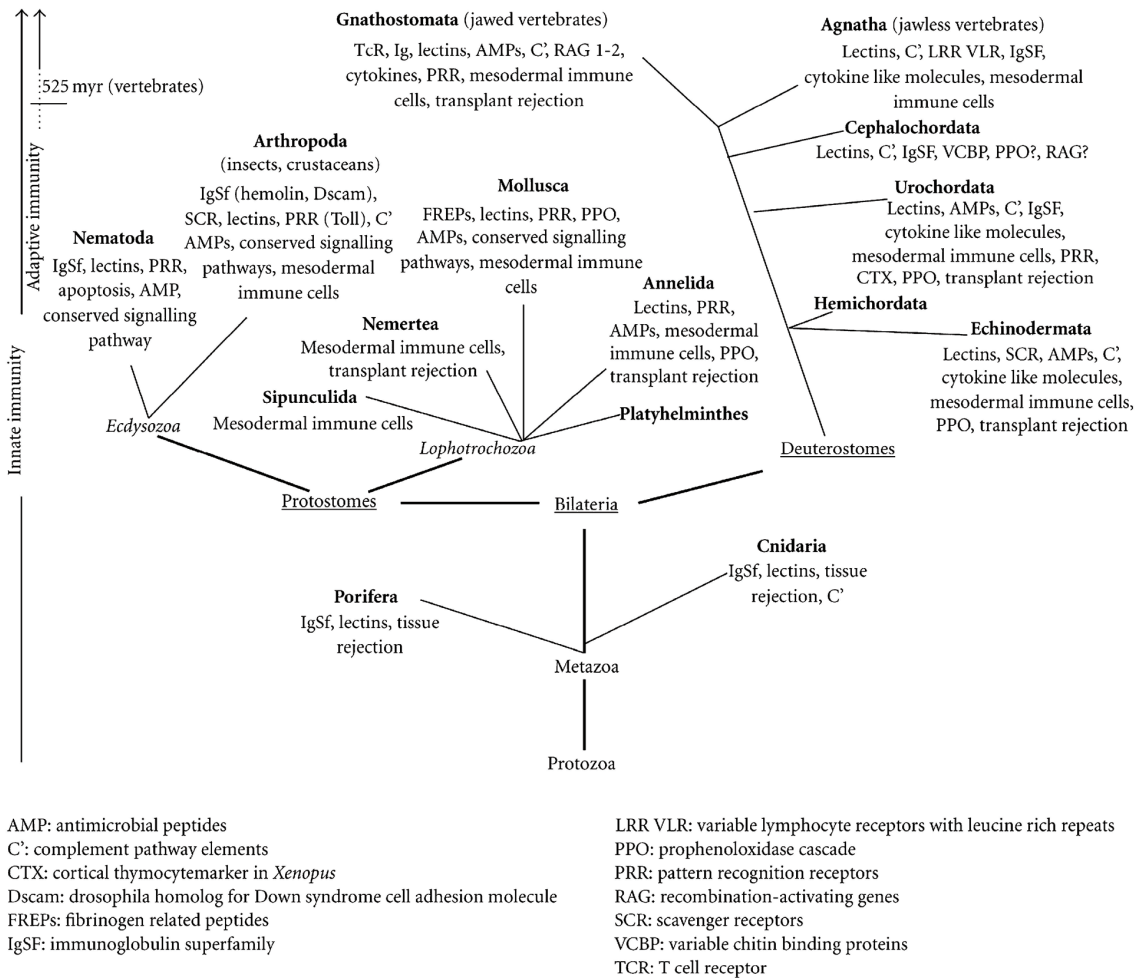 Gnathostomata (jawed vertebrates)
TcR, Ig, lectins, AMPs, C’, RAG 1-2,
cytokines, PRR, mesodermal immune
cells, transplant rejection
Agnatha (jawless vertebrates)
Lectins, C’, LRR VLR, IgSF,
cytokine like molecules, mesodermal
immune cells
525 myr (vertebrates)
Adaptive immunity
Innate immunity
Cephalochordata
Lectins, C’, IgSF, VCBP, PPO?, RAG?
Arthropoda
(insects, crustaceans)
IgSf (hemolin, Dscam),
SCR, lectins, PRR (Toll), C’
AMPs, conserved signalling
pathways, mesodermal
immune cells
Mollusca
FREPs, lectins, PRR, PPO,
AMPs, conserved signalling
pathways, mesodermal immune
cells
Urochordata
Lectins, AMPs, C’, IgSF,
cytokine like molecules,
mesodermal immune cells, PRR,
CTX, PPO, transplant rejection
Nematoda
IgSf, lectins, PRR,
apoptosis, AMP,
conserved signalling
pathway
Annelida
Lectins, PRR,
AMPs, mesodermal
immune cells, PPO,
transplant rejection
Hemichordata
Nemertea
Mesodermal immune cells,
transplant rejection
Echinodermata
Lectins, SCR, AMPs, C’,
cytokine like molecules,
mesodermal immune cells,
PPO, transplant rejection
Sipunculida
Mesodermal immune cells
Platyhelminthes
Ecdysozoa
Lophotrochozoa
Deuterostomes
Protostomes
Bilateria
Cnidaria
IgSf, lectins, tissue
rejection, C’
Porifera
IgSf, lectins, tissue
rejection
Metazoa
Protozoa
AMP: antimicrobial peptides
C’: complement pathway elements
CTX: cortical thymocytemarker in Xenopus
Dscam: drosophila homolog for Down syndrome cell adhesion molecule
FREPs: fibrinogen related peptides
IgSF: immunoglobulin superfamily
LRR VLR: variable lymphocyte receptors with leucine rich repeats
PPO: prophenoloxidase cascade
PRR: pattern recognition receptors
RAG: recombination-activating genes
SCR: scavenger receptors
VCBP: variable chitin binding proteins
TCR: T cell receptor